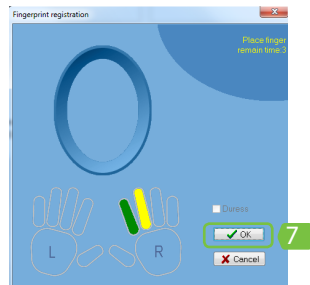 Fingerprint registration
Place finger
remain time:3
L
R
Duress
OK
7
Cancel